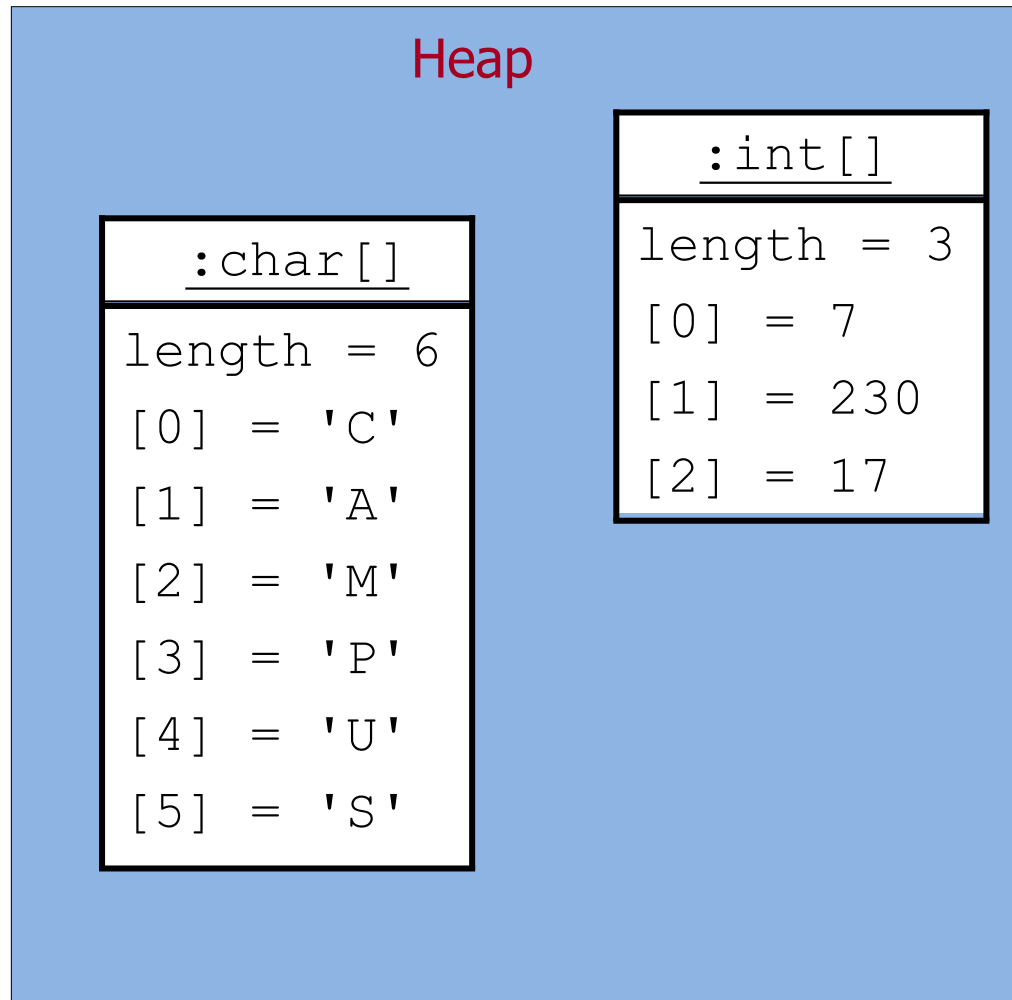 Heap
:char[]
length = 6
[0] = 'C'
[1] = 'A'
[2] = 'M'
[3] = 'P'
[4] = 'U'
[5] = 'S'
:int[]
length = 3
[0] = 7
[1] = 230
[2] = 17